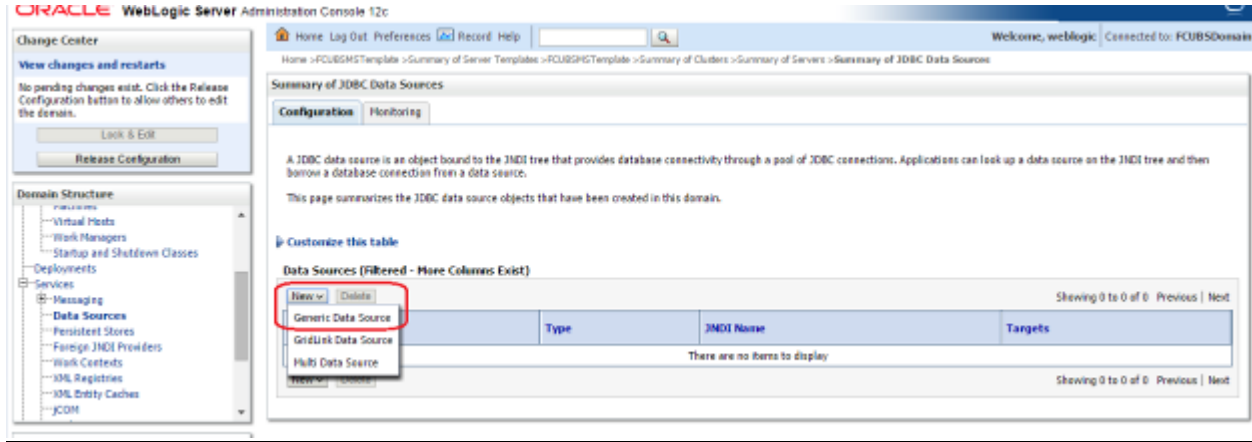 ORACLE WebLogic Server Administration Console 12c
Change Center
View changes and restarts
No pending changes exist. Click the Release
Configuration button to allow others to edit
the domain.
Lock & Edit
Release Configuration
Domain Structure
Machines
Virtual Hosts
Work Managers
Startup and Shutdown Classes
Deployments
Services
Messaging
Data Sources
Persistent Stores
Foreign JNDI Providers
Work Contexts
XML Registries
XML Entity Caches
jCOM
Home Log Out Preferences Record Help
Welcome, weblogic Connected to: FCUBSDomain
Home >FCUBSMSTemplate >Summary of Server Templates >FCUBSMSTemplate >Summary of Clusters >Summary of Servers >Summary of JDBC Data Sources
Summary of JDBC Data Sources
Configuration Monitoring
A JDBC data source is an object bound to the JNDI tree that provides database connectivity through a pool of JDBC connections. Applications can look up a data source on the JNDI tree and then
borrow a database connection from a data source.
This page summarizes the JDBC data source objects that have been created in this domain.
Customize this table
Data Sources (Filtered - More Columns Exist)
New Delete
Showing 0 to 0 of 0 Previous | Next
Generic Data Source
GridLink Data Source
Multi Data Source
Type JNDI Name Targets
There are no items to display
New Delete
Showing 0 to 0 of 0 Previous | Next